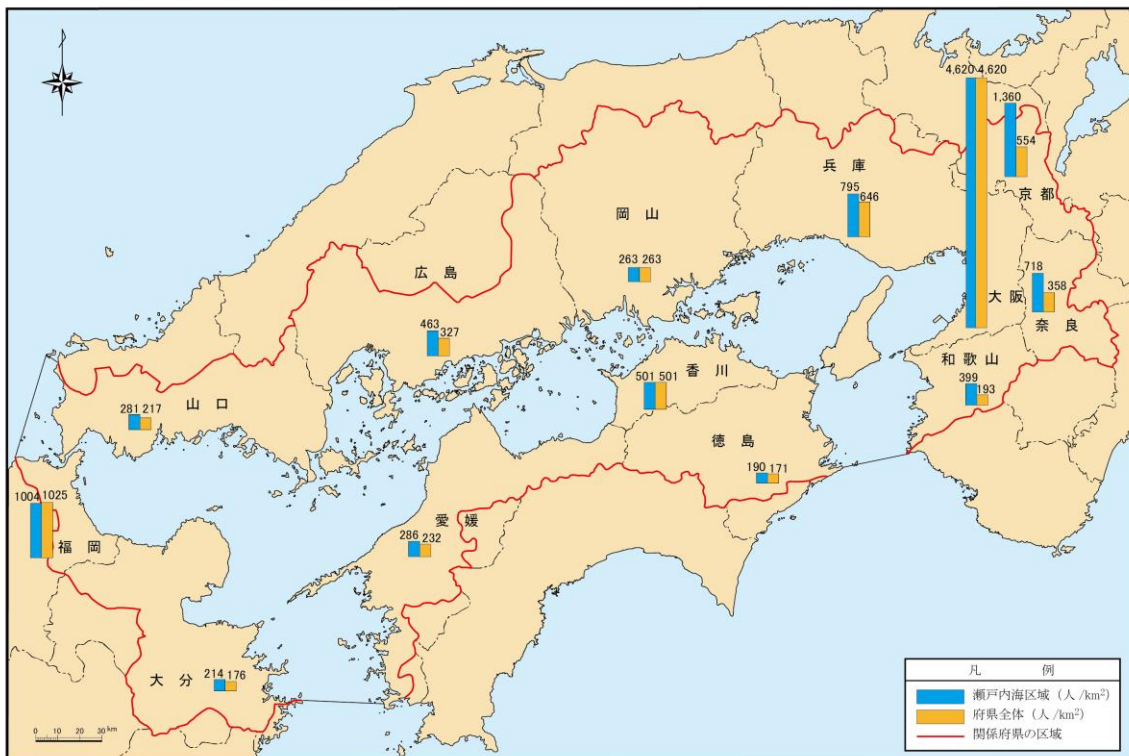 4,620 4,620
1,360
554
京都
兵庫
795
646
岡山
263 263
718
358
大阪
奈良
広島
463
327
和歌山
399
193
香川
501 501
山口
281 217
徳島
190 171
1004 1025
福岡
愛媛
286 232
大分
214 176
0 10 20 30 km
凡例
瀬戸内海区域（人/km²）
府県全体（人/km²）
関係府県の区域